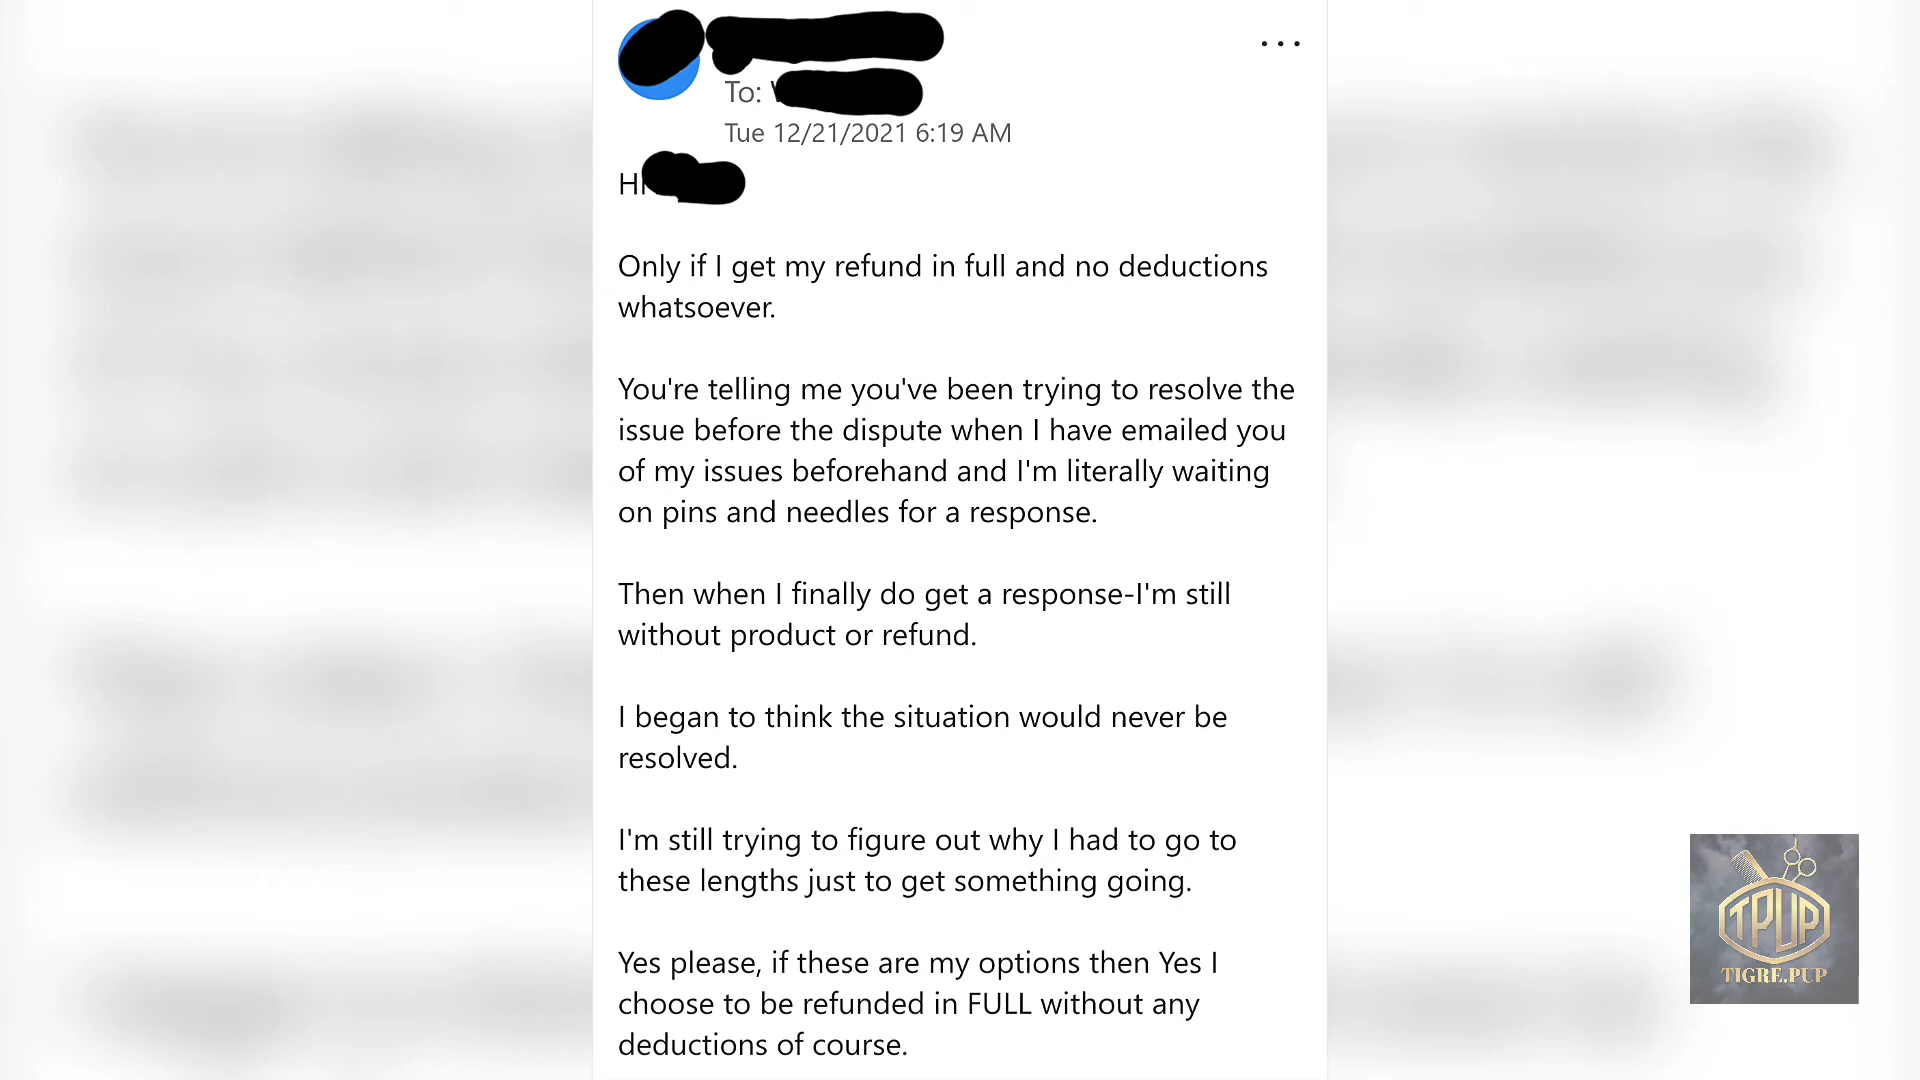 To:
Tue 12/21/2021 6:19 AM
Hi
Only if I get my refund in full and no deductions
whatsoever.
You're telling me you've been trying to resolve the
issue before the dispute when I have emailed you
of my issues beforehand and I'm literally waiting
on pins and needles for a response.
Then when I finally do get a response-I'm still
without product or refund.
I began to think the situation would never be
resolved.
I'm still trying to figure out why I had to go to
these lengths just to get something going.
Yes please, if these are my options then Yes I
choose to be refunded in FULL without any
deductions of course.
TPUP
TIGRE.PUP